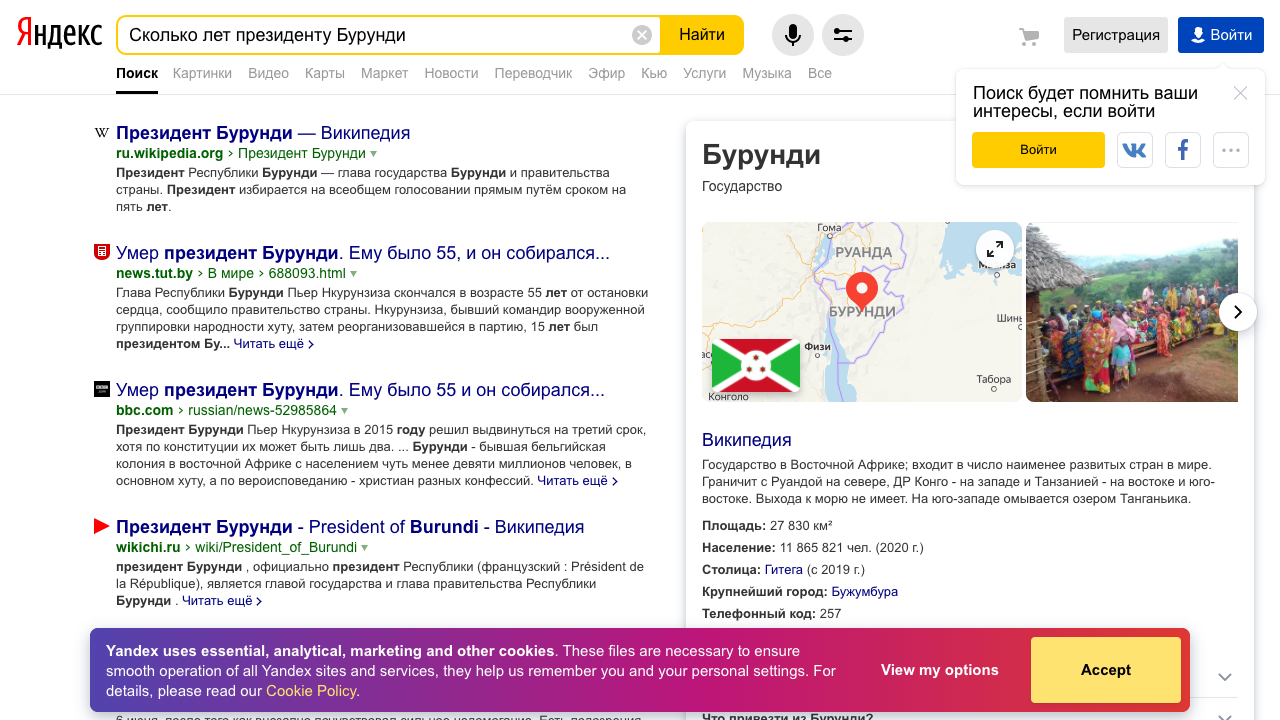 Яндекс
Сколько лет президенту Бурунди
Найти
Регистрация
Войти
Поиск Картинки Видео Карты Маркет Новости Переводчик Эфир Кью Услуги Музыка Все
Поиск будет помнить ваши
интересы, если войти
Войти
Президент Бурунди — Википедия
ru.wikipedia.org › Президент Бурунди
Президент Республики Бурунди — глава государства Бурунди и правительства
страны. Президент избирается на всеобщем голосовании прямым путём сроком на
пять лет.
Умер президент Бурунди. Ему было 55, и он собирался...
news.tut.by › В мире › 688093.html
Глава Республики Бурунди Пьер Нкурунзиза скончался в возрасте 55 лет от остановки
сердца, сообщило правительство страны. Нкурунзиза, бывший командир вооруженной
группировки народности хуту, затем реорганизовавшейся в партию, 15 лет был
президентом Бу... Читать ещё ›
Умер президент Бурунди. Ему было 55 и он собирался...
bbc.com › russian/news-52985864
Президент Бурунди Пьер Нкурунзиза в 2015 году решил выдвинуться на третий срок,
хотя по конституции их может быть лишь два. ... Бурунди - бывшая бельгийская
колония в восточной Африке с населением чуть менее девяти миллионов человек, в
основном хуту, а по вероисповеданию - христиан разных конфессий. Читать ещё ›
Президент Бурунди - President of Burundi - Википедия
wikichi.ru › wiki/President_of_Burundi
президент Бурунди , официально президент Республики (французский : Président de
la République), является главой государства и глава правительства Республики
Бурунди . Читать ещё ›
Бурунди
Государство
Гома
РУАНДА
БУРУНДИ
Шинь
Физи
Табора
Конголо
Википедия
Государство в Восточной Африке; входит в число наименее развитых стран в мире.
Граничит с Руандой на севере, ДР Конго - на западе и Танзанией - на востоке и юго-
востоке. Выхода к морю не имеет. На юго-западе омывается озером Танганьика.
Площадь: 27 830 км²
Население: 11 865 821 чел. (2020 г.)
Столица: Гитега (с 2019 г.)
Крупнейший город: Бужумбура
Телефонный код: 257
Что привезти из Бурунди?
Yandex uses essential, analytical, marketing and other cookies. These files are necessary to ensure
smooth operation of all Yandex sites and services, they help us remember you and your personal settings. For
details, please read our Cookie Policy.
View my options
Accept